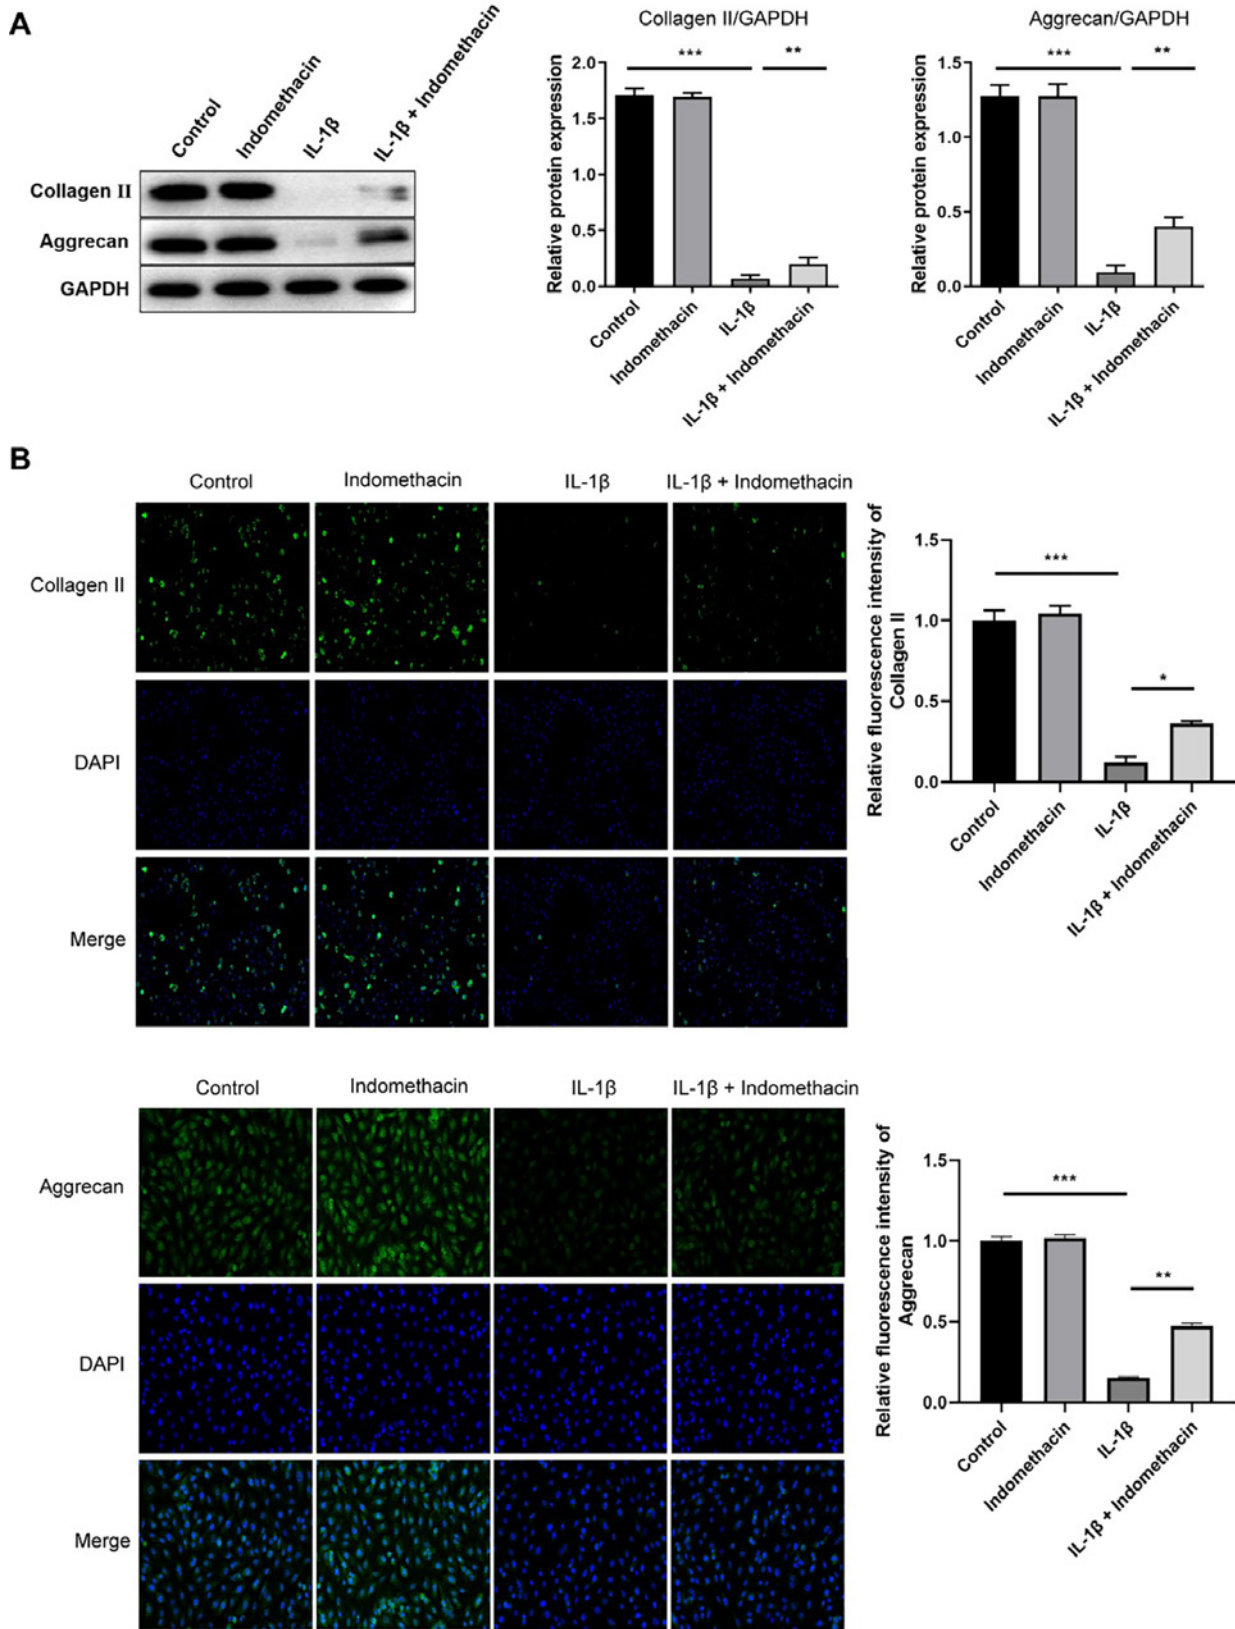 A
Control
Indomethacin
IL-1β
IL-1β + Indomethacin
Collagen II
Aggrecan
GAPDH
Collagen II/GAPDH
***
**
Relative protein expression
2.0
1.5
1.0
0.5
0.0
Control
Indomethacin
IL-1β
IL-1β + Indomethacin
Aggrecan/GAPDH
***
**
Relative protein expression
1.5
1.0
0.5
0.0
Control
Indomethacin
IL-1β
IL-1β + Indomethacin
B
Control
Indomethacin
IL-1β
IL-1β + Indomethacin
Collagen II
DAPI
Merge
Relative fluorescence intensity of
Collagen II
1.5
1.0
0.5
0.0
***
*
Control
Indomethacin
IL-1β
IL-1β + Indomethacin
Control
Indomethacin
IL-1β
IL-1β + Indomethacin
Aggrecan
DAPI
Merge
Relative fluorescence intensity of
Aggrecan
1.5
1.0
0.5
0.0
***
**
Control
Indomethacin
IL-1β
IL-1β + Indomethacin